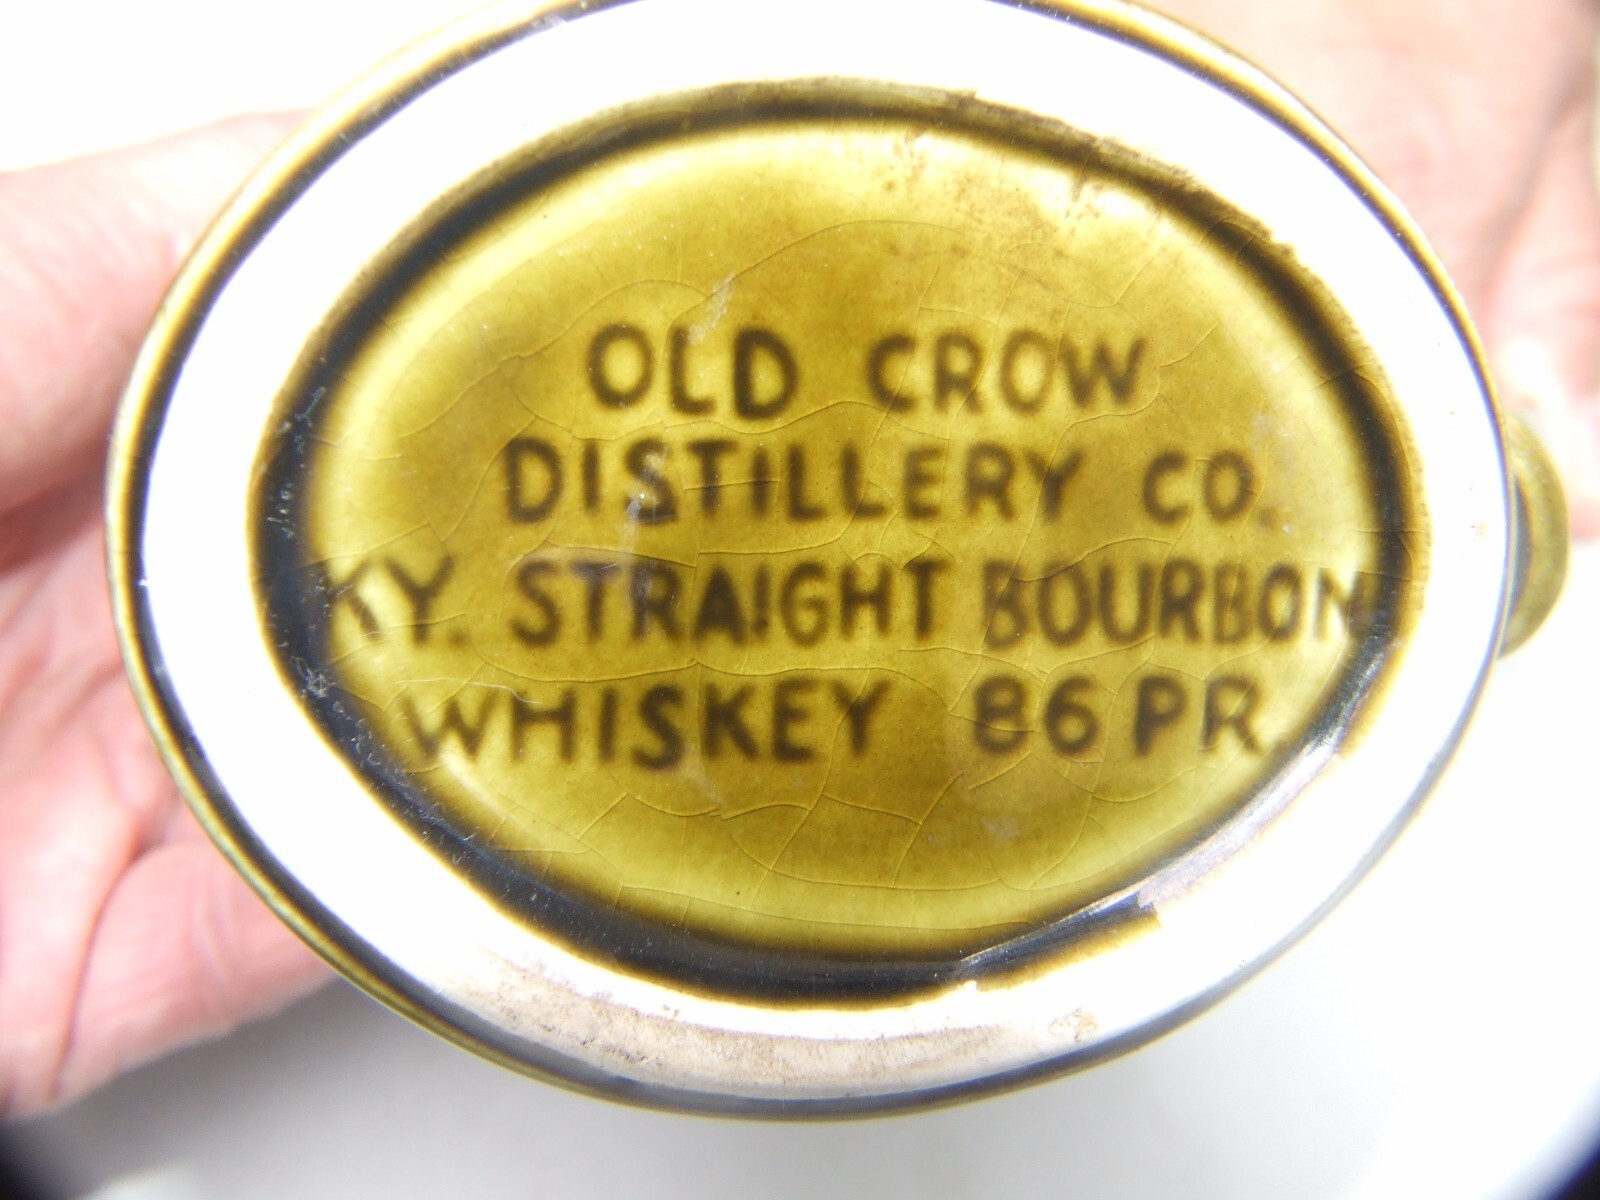 OLD CROW
DISTILLERY CO.
KY. STRAIGHT BOURBON
WHISKEY 86 PR.